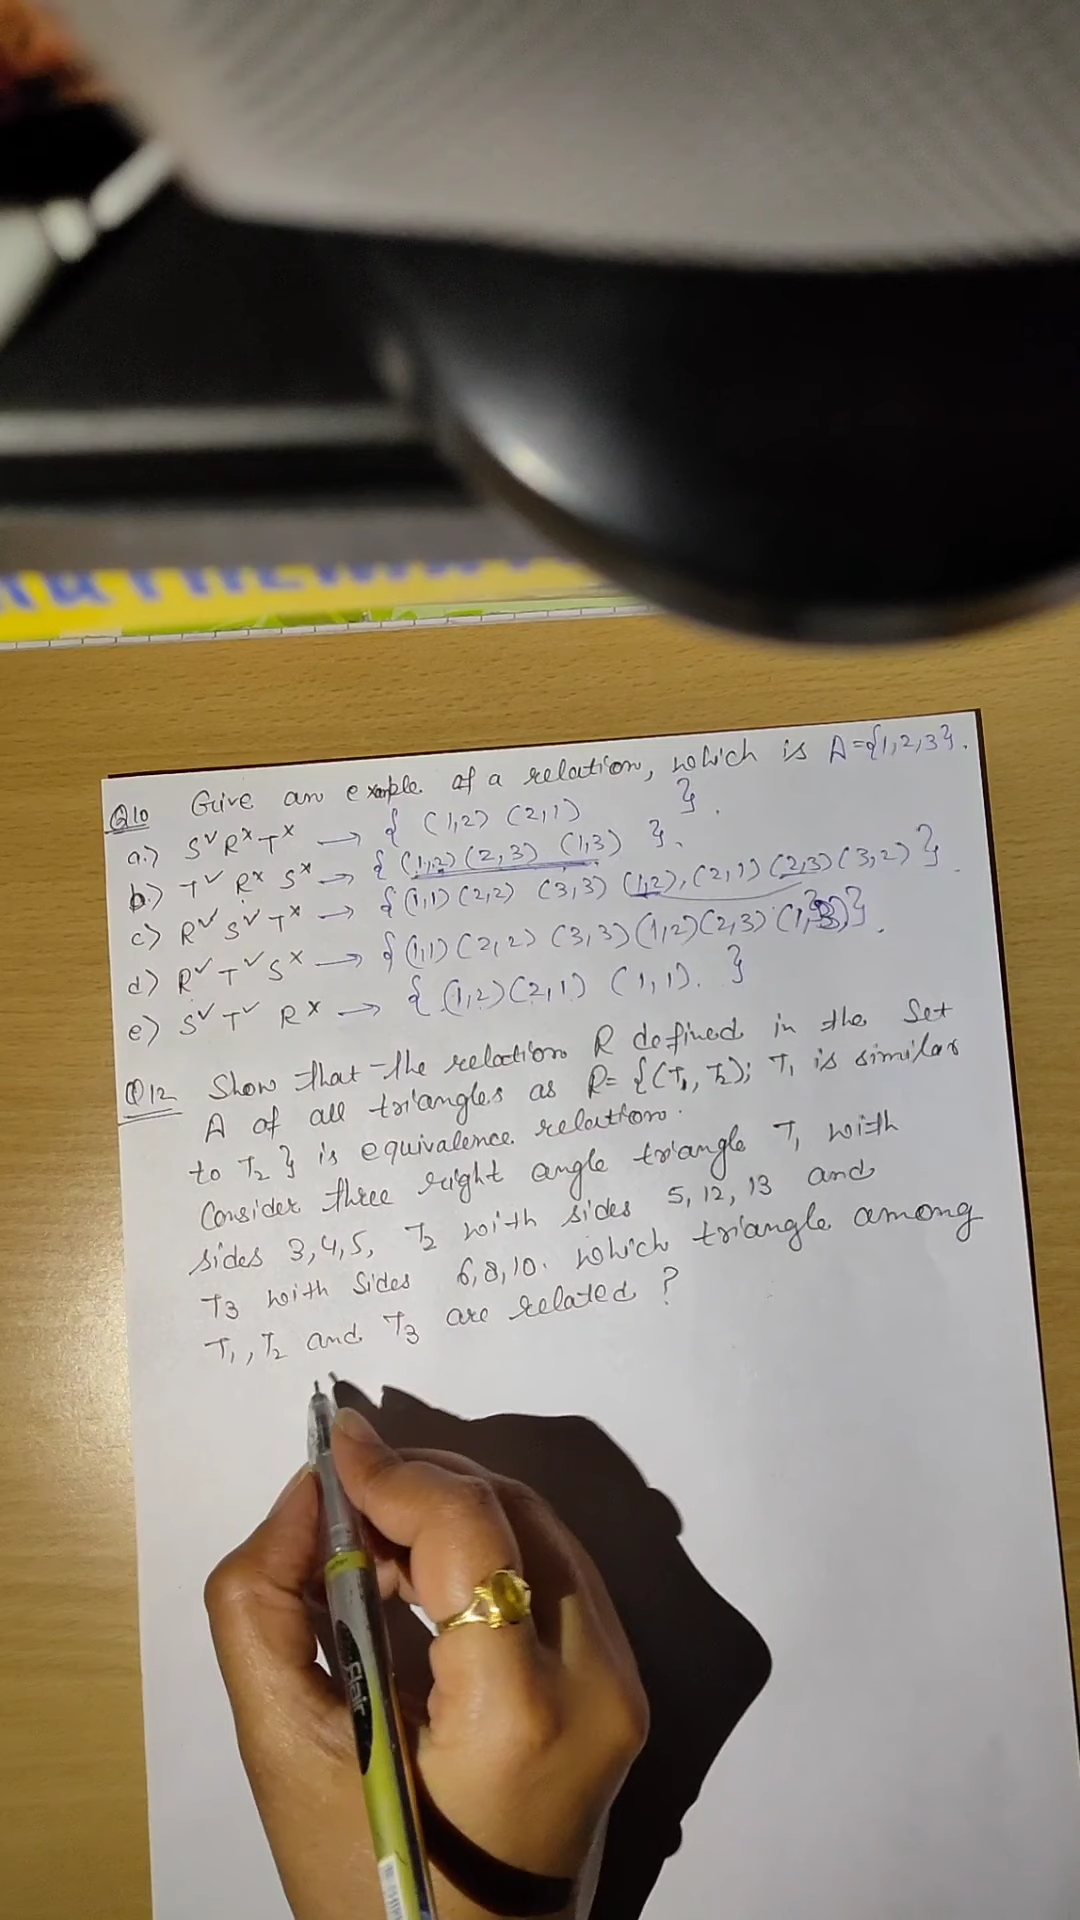 MATHEMAT
Q10 Give an example of a relation, which is A={1,2,3}.
a.) S✓ R× T× → { (1,2) (2,1) }.
b.) T✓ R× S× → { (1,2) (2,3) (1,3) }.
c.) R✓ S✓ T× → { (1,1) (2,2) (3,3) (1,2), (2,1) (2,3) (3,2) }
d) R✓ T✓ S× → { (1,1) (2,2) (3,3) (1,2) (2,3) (1,3) }.
e) S✓ T✓ R× → { (1,2) (2,1) (1,1). }
Q12 Show that the relation R defined in the Set
A of all triangles as R= {(T1, T2); T1 is similar
to T2 } is equivalence relation.
Consider three right angle triangle T1 with
sides 3,4,5, T2 with sides 5,12,13 and
T3 with Sides 6,8,10. which triangle among
T1, T2 and T3 are related ?
Flair